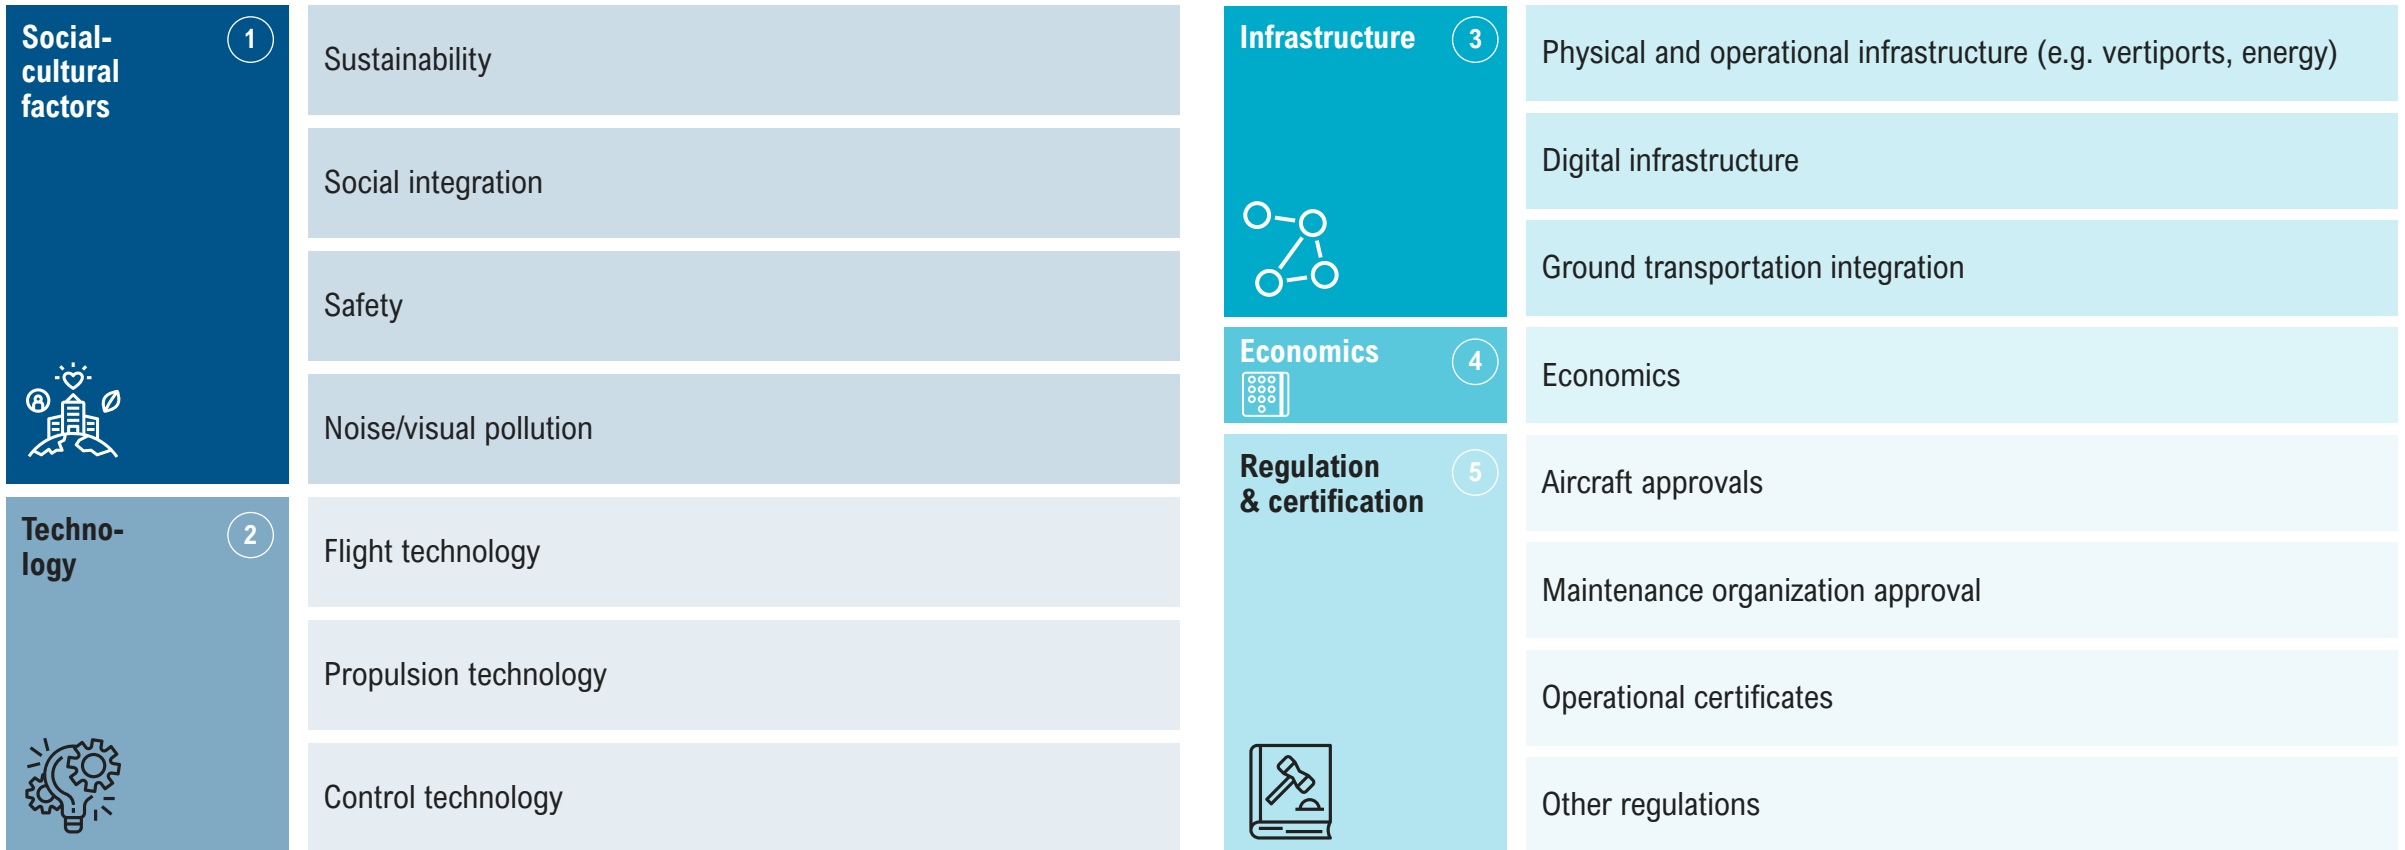 Social-
cultural
factors
1
Sustainability
Social integration
Safety
Noise/visual pollution
Techno-
logy
2
Flight technology
Propulsion technology
Control technology
Infrastructure
3
Physical and operational infrastructure (e.g. vertiports, energy)
Digital infrastructure
Ground transportation integration
Economics
4
Economics
Regulation
& certification
5
Aircraft approvals
Maintenance organization approval
Operational certificates
Other regulations